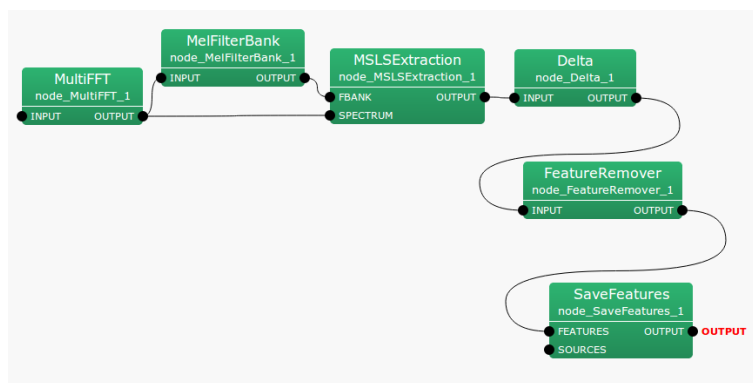 MultiFFT
node_MultiFFT_1
INPUT OUTPUT
MelFilterBank
node_MelFilterBank_1
INPUT OUTPUT
MSLSExtraction
node_MSLSExtraction_1
FBANK OUTPUT
SPECTRUM
Delta
node_Delta_1
INPUT OUTPUT
FeatureRemover
node_FeatureRemover_1
INPUT OUTPUT
SaveFeatures
node_SaveFeatures_1
FEATURES OUTPUT OUTPUT
SOURCES